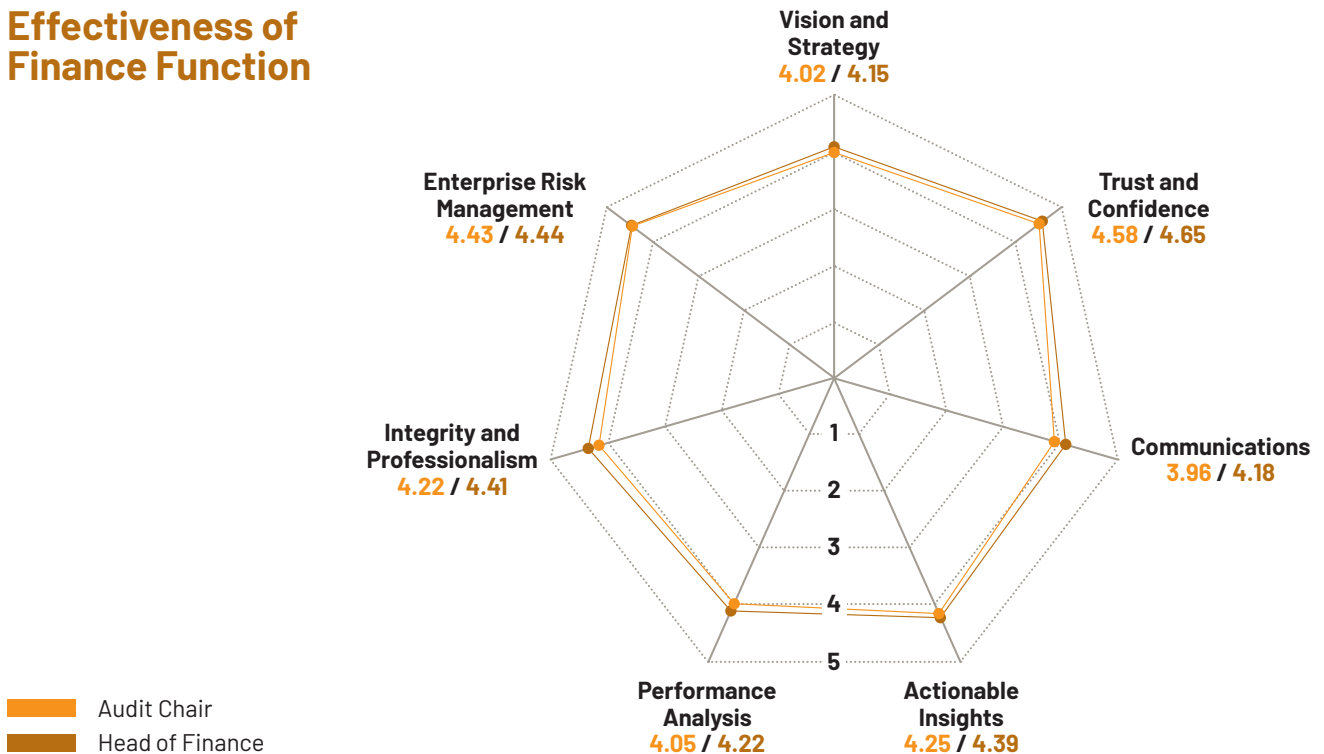 Effectiveness of
Finance Function
Vision and
Strategy
4.02 / 4.15
Trust and
Confidence
4.58 / 4.65
Communications
3.96 / 4.18
Actionable
Insights
4.25 / 4.39
Performance
Analysis
4.05 / 4.22
Integrity and
Professionalism
4.22 / 4.41
Enterprise Risk
Management
4.43 / 4.44
1
2
3
4
5
Audit Chair
Head of Finance